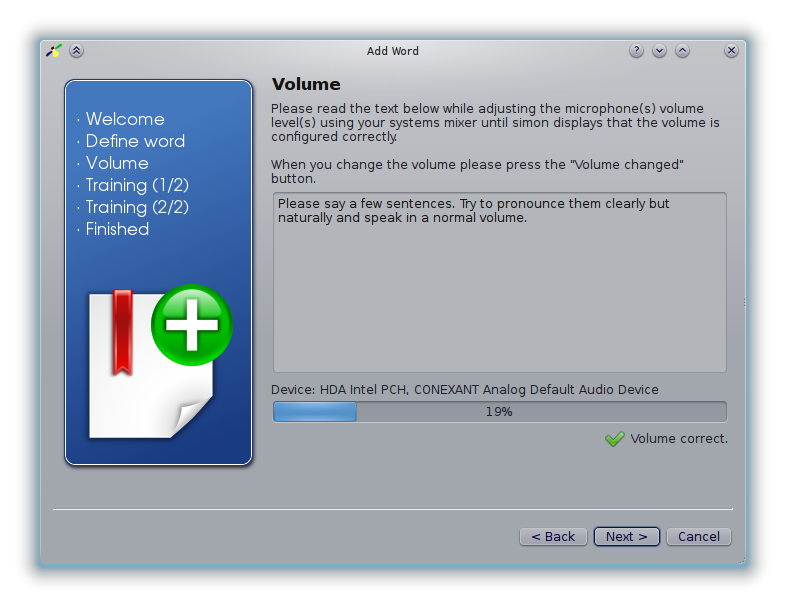 Add Word
?
· Welcome
· Define word
· Volume
· Training (1/2)
· Training (2/2)
· Finished
Volume
Please read the text below while adjusting the microphone(s) volume
level(s) using your systems mixer until simon displays that the volume is
configured correctly.
When you change the volume please press the "Volume changed"
button.
Please say a few sentences. Try to pronounce them clearly but
naturally and speak in a normal volume.
Device: HDA Intel PCH, CONEXANT Analog Default Audio Device
19%
Volume correct.
< Back
Next >
Cancel